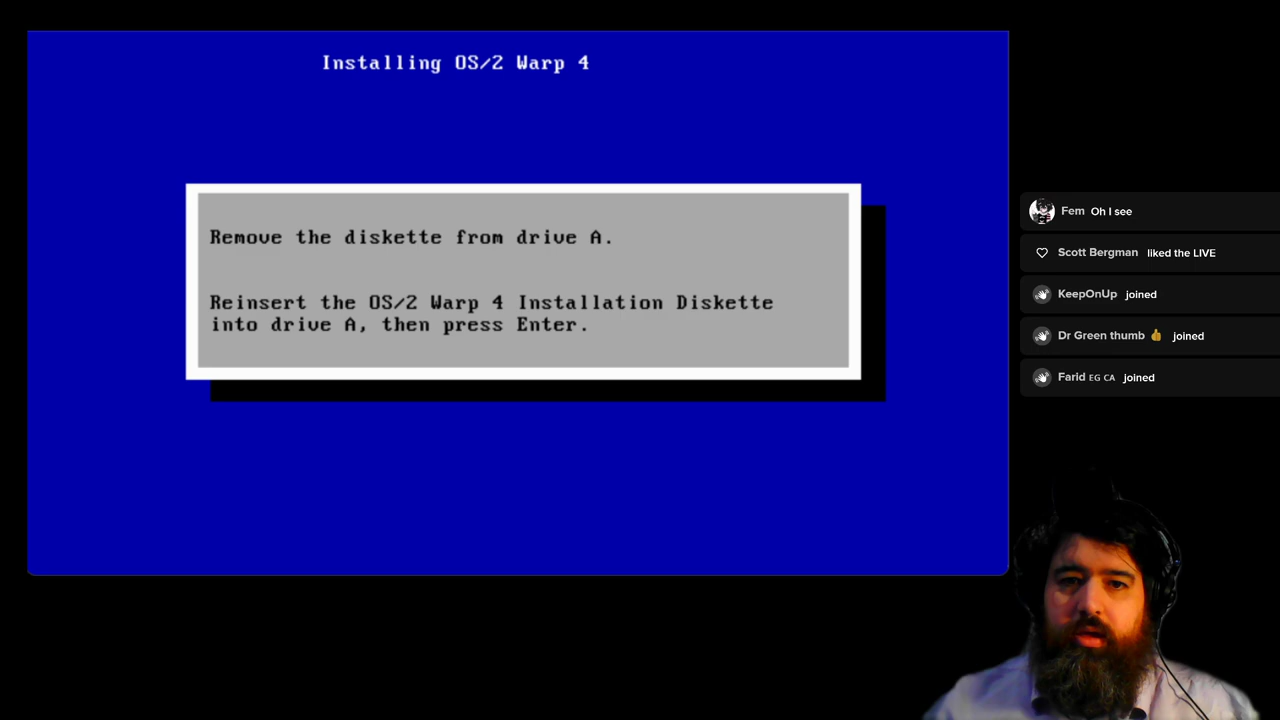 Installing OS/2 Warp 4
Remove the diskette from drive A.
Reinsert the OS/2 Warp 4 Installation Diskette
into drive A, then press Enter.
Fem Oh I see
Scott Bergman liked the LIVE
KeepOnUp joined
Dr Green thumb 👍 joined
Farid EG CA joined